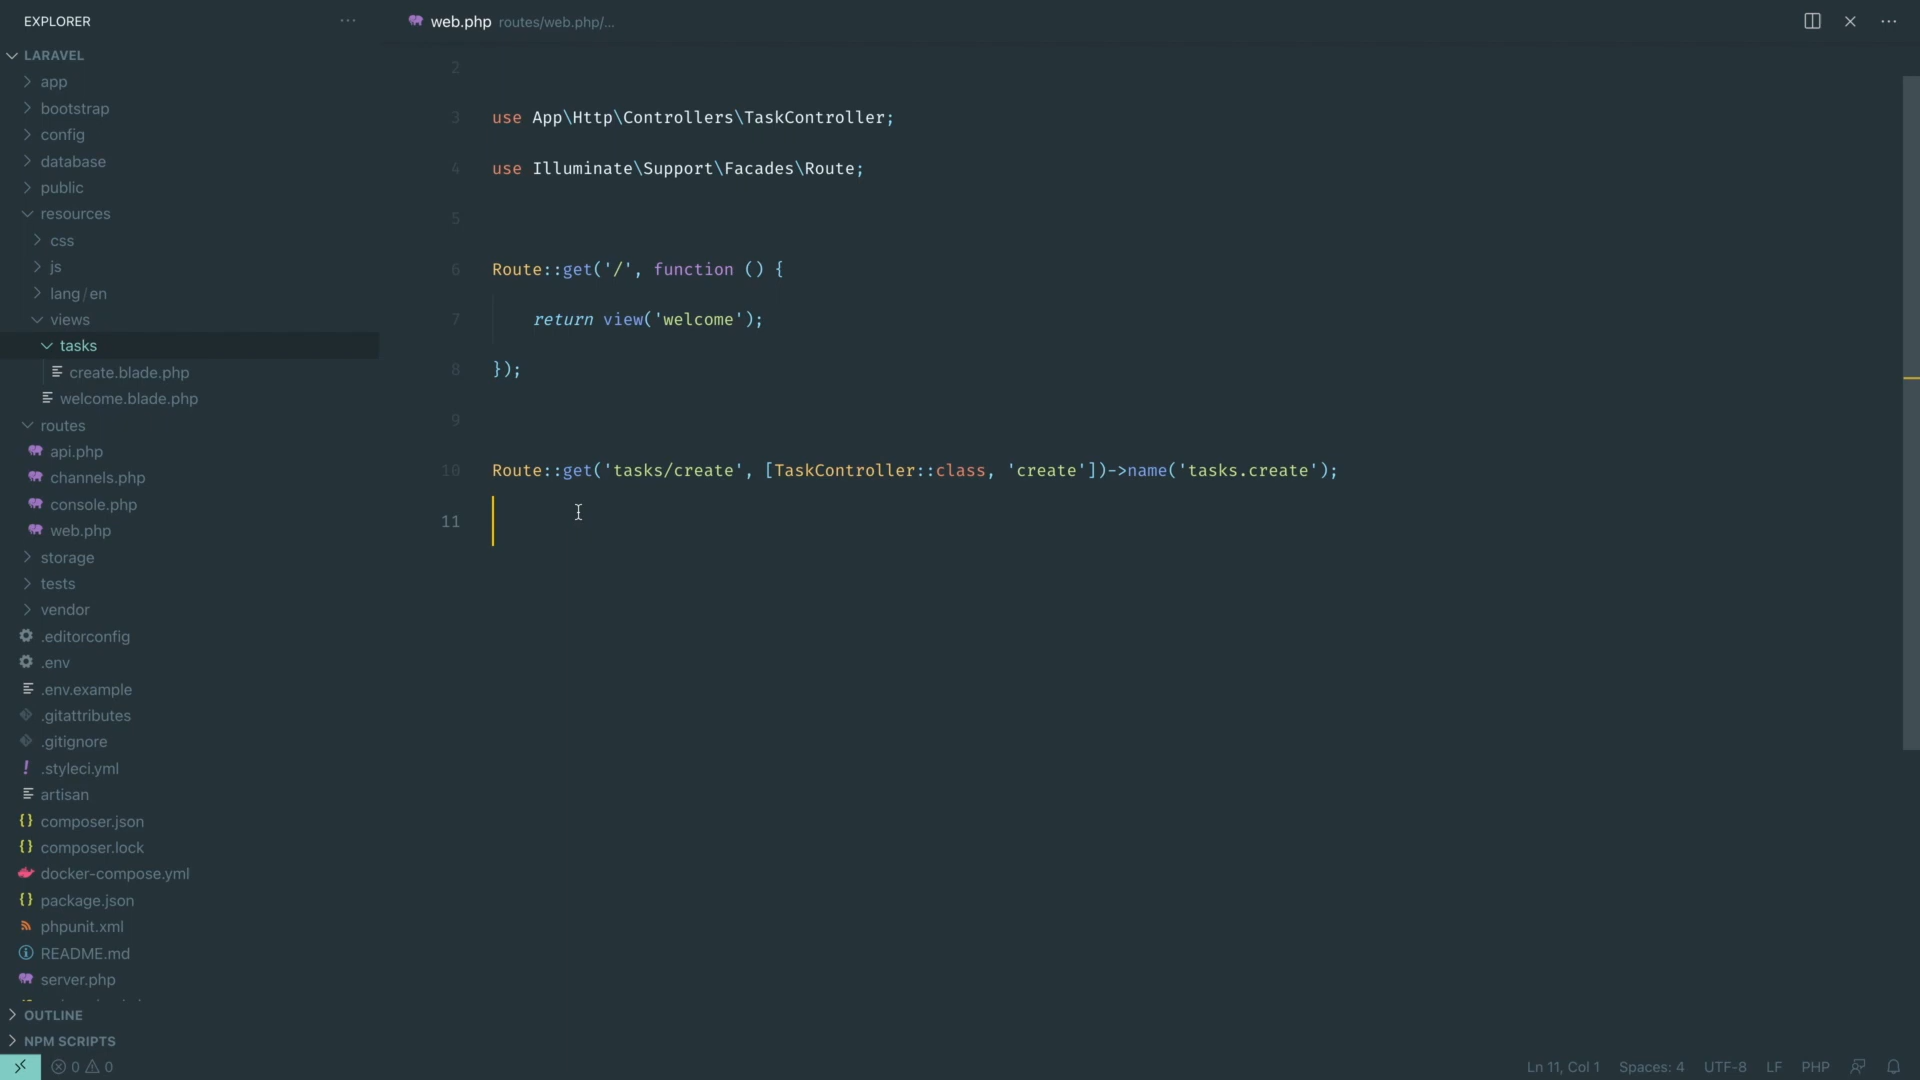 EXPLORER
LARAVEL
app
bootstrap
config
database
public
resources
css
js
lang/en
views
tasks
create.blade.php
welcome.blade.php
routes
api.php
channels.php
console.php
web.php
storage
tests
vendor
.editorconfig
.env
.env.example
.gitattributes
.gitignore
.styleci.yml
artisan
composer.json
composer.lock
docker-compose.yml
package.json
phpunit.xml
README.md
server.php
OUTLINE
NPM SCRIPTS
0 0
web.php routes/web.php/...
2
3 use App\Http\Controllers\TaskController;
4 use Illuminate\Support\Facades\Route;
5
6 Route::get('/', function () {
7 return view('welcome');
8 });
9
10 Route::get('tasks/create', [TaskController::class, 'create'])->name('tasks.create');
11
Ln 11, Col 1 Spaces: 4 UTF-8 LF PHP